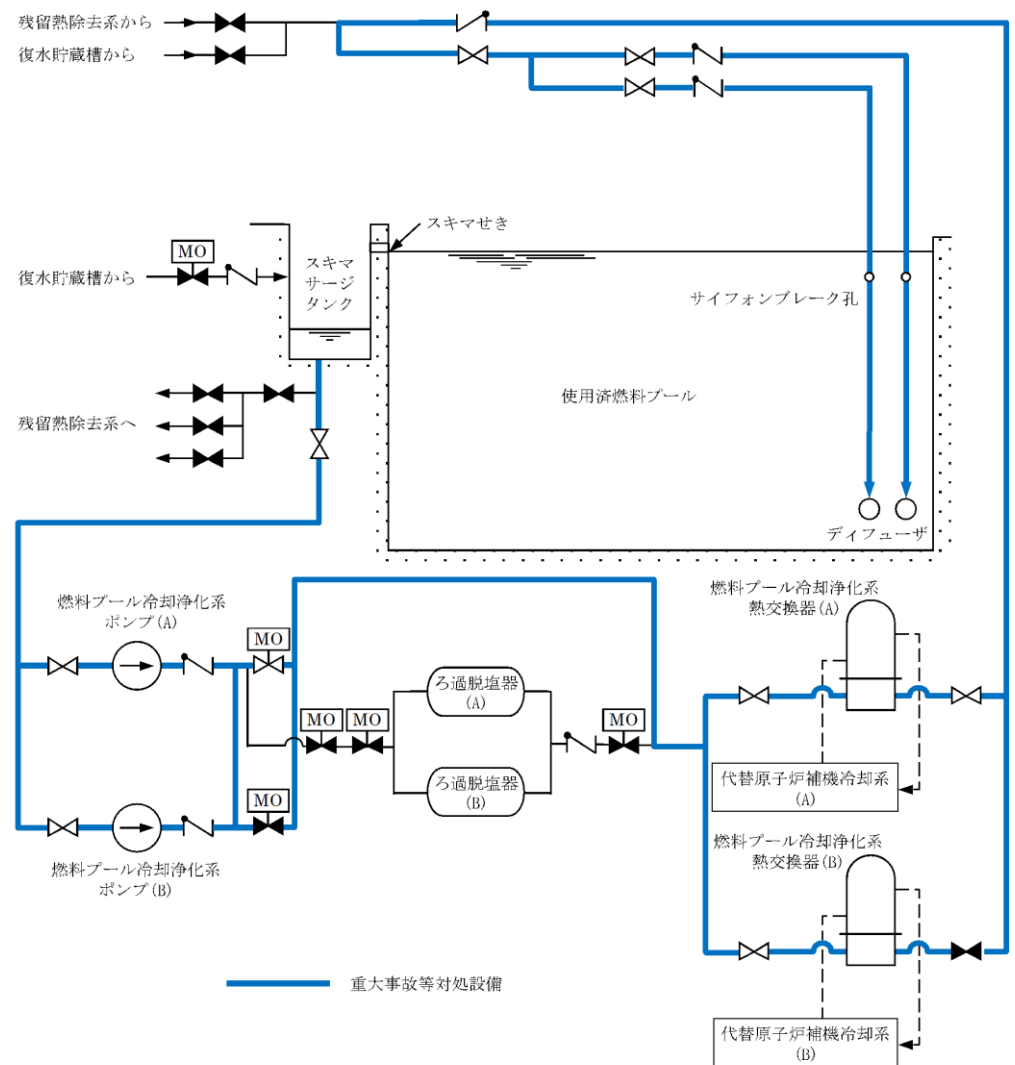 残留熱除去系から
復水貯蔵槽から
スキマせき
MO
復水貯蔵槽から
スキマ
サージ
タンク
サイフォンブレーク孔
使用済燃料プール
残留熱除去系へ
ディフューザ
燃料プール冷却浄化系
ポンプ(A)
MO
燃料プール冷却浄化系
熱交換器(A)
MO
MO
ろ過脱塩器
(A)
MO
代替原子炉補機冷却系
(A)
ろ過脱塩器
(B)
MO
燃料プール冷却浄化系
ポンプ(B)
燃料プール冷却浄化系
熱交換器(B)
重大事故等対処設備
代替原子炉補機冷却系
(B)